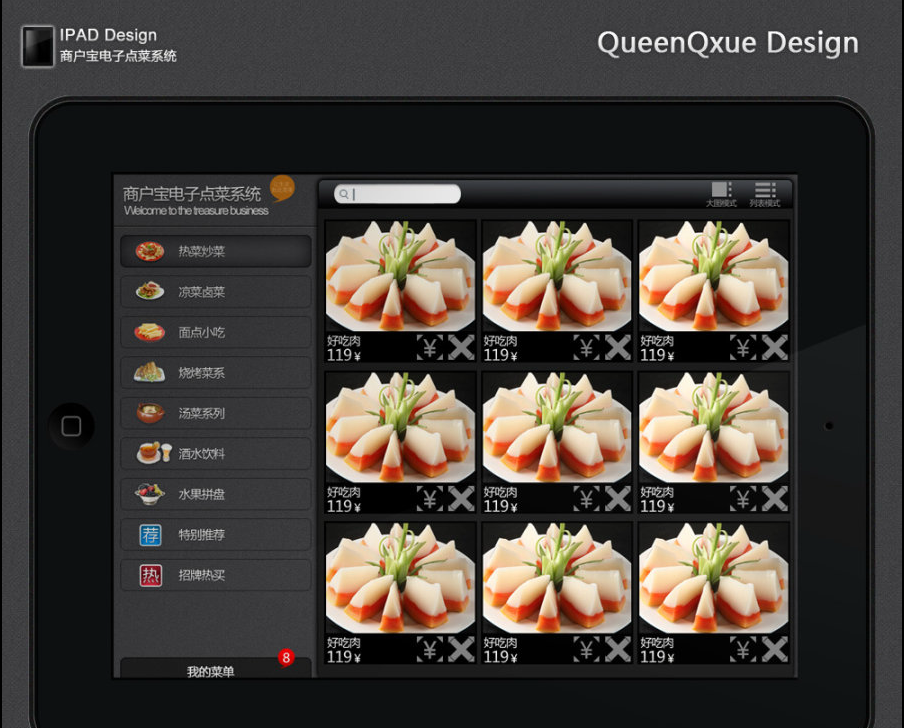 IPAD Design
商户宝电子点菜系统
QueenQxue Design
商户宝电子点菜系统
Welcome to the treasure business
大图模式
列表模式
热菜炒菜
凉菜卤菜
面点小吃
烧烤菜系
汤菜系列
酒水饮料
水果拼盘
荐 特别推荐
热 招牌热买
我的菜单
8
好吃肉 好吃肉 好吃肉
119¥ ¥ 119¥ ¥ 119¥ ¥
好吃肉 好吃肉 好吃肉
119¥ ¥ 119¥ ¥ 119¥ ¥
好吃肉 好吃肉 好吃肉
119¥ ¥ 119¥ ¥ 119¥ ¥